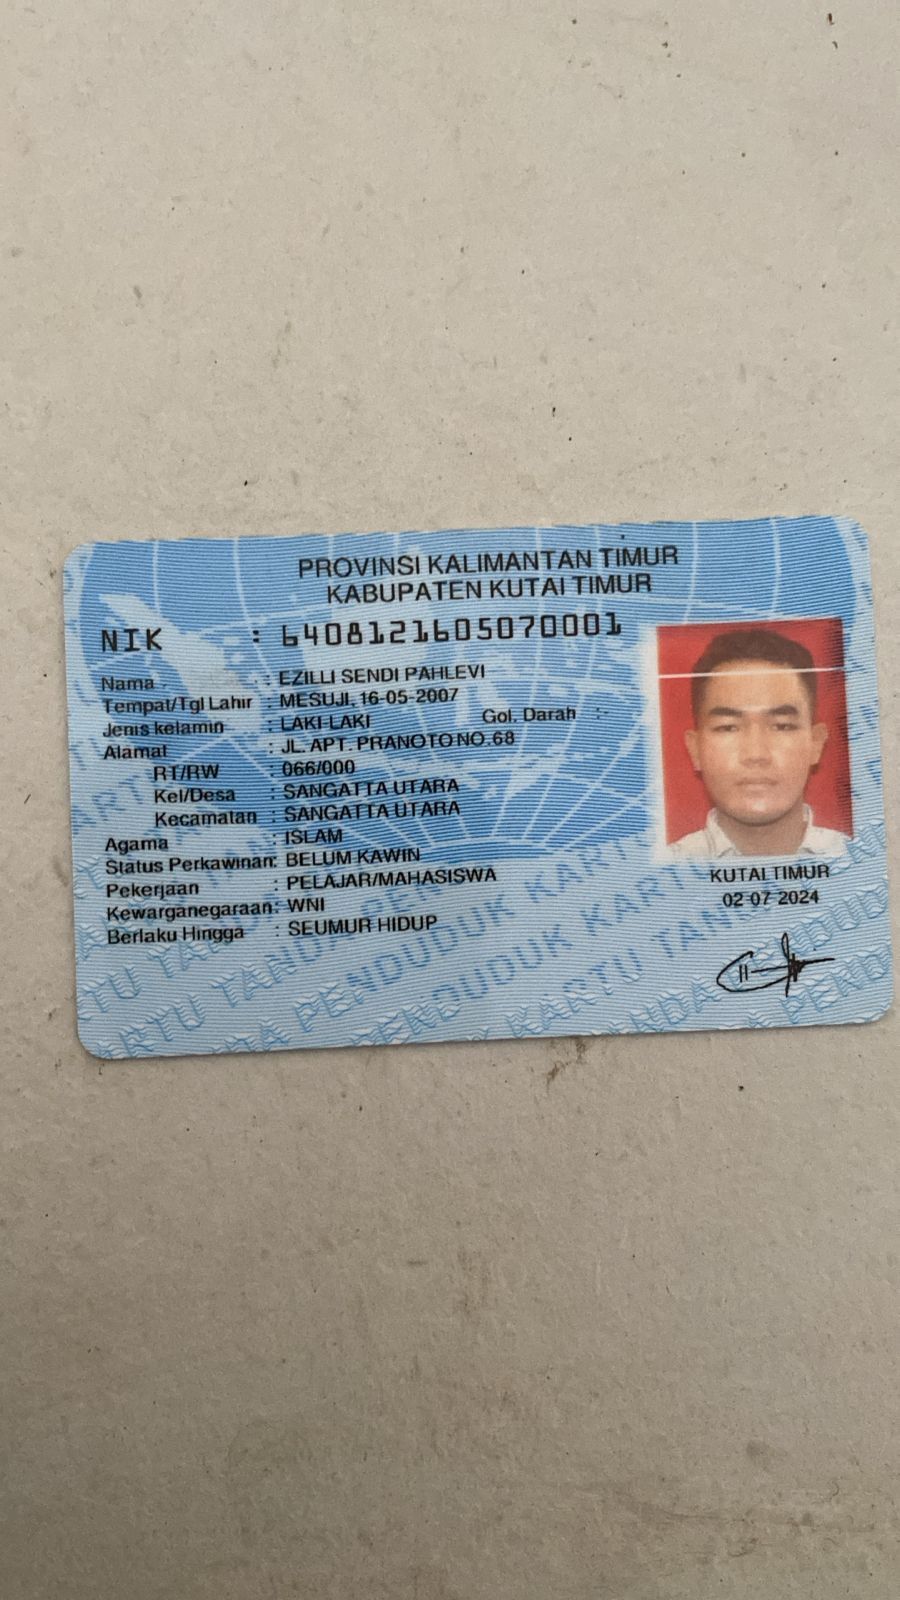 PROVINSI KALIMANTAN TIMUR
KABUPATEN KUTAI TIMUR
NIK : 6408121605070001
Nama : EZILLI SENDI PAHLEVI
Tempat/Tgl Lahir : MESUJI, 16-05-2007
Jenis kelamin : LAKI-LAKI Gol. Darah :
Alamat : JL. APT. PRANOTO NO.68
RT/RW : 066/000
Kel/Desa : SANGATTA UTARA
Kecamatan : SANGATTA UTARA
Agama : ISLAM
Status Perkawinan: BELUM KAWIN
Pekerjaan : PELAJAR/MAHASISWA
Kewarganegaraan: WNI
Berlaku Hingga : SEUMUR HIDUP
KUTAI TIMUR
02-07-2024
KARTU TANDA PENDUDUK